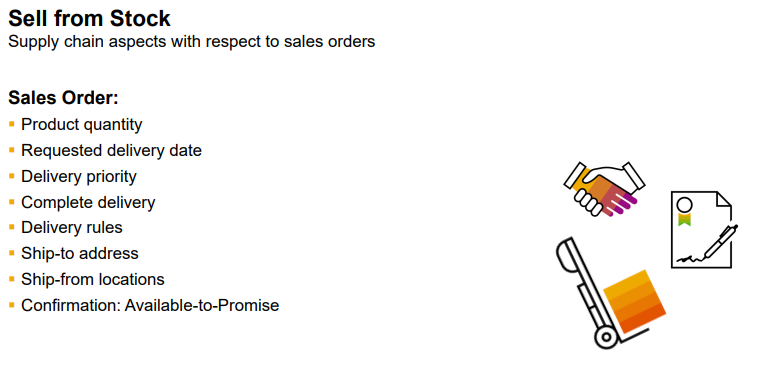 Sell from Stock
Supply chain aspects with respect to sales orders
Sales Order:
▪ Product quantity
▪ Requested delivery date
▪ Delivery priority
▪ Complete delivery
▪ Delivery rules
▪ Ship-to address
▪ Ship-from locations
▪ Confirmation: Available-to-Promise